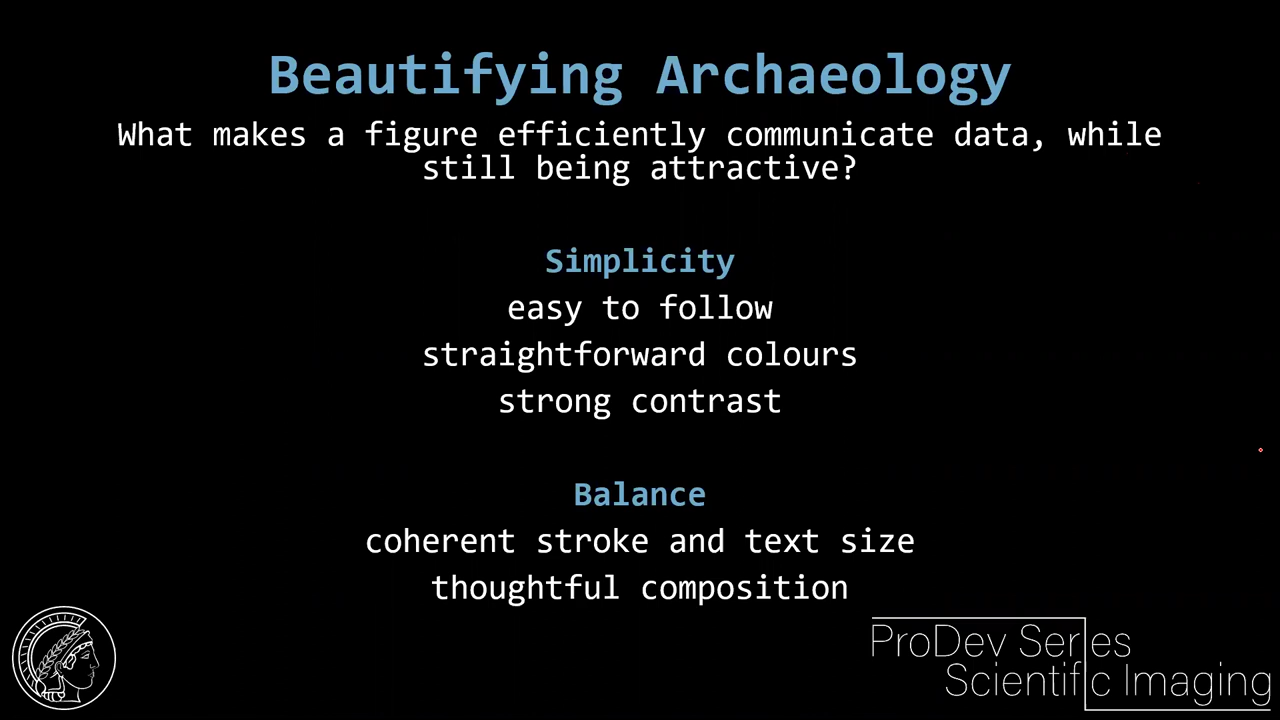 Beautifying Archaeology
What makes a figure efficiently communicate data, while
still being attractive?
Simplicity
easy to follow
straightforward colours
strong contrast
Balance
coherent stroke and text size
thoughtful composition
ProDev Series
Scientific Imaging